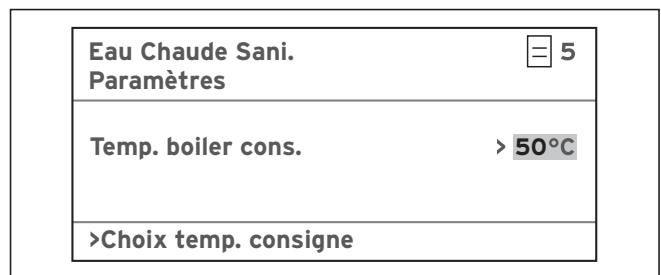 Eau Chaude Sani. 5
Paramètres
Temp. boiler cons. > 50°C
>Choix temp. consigne